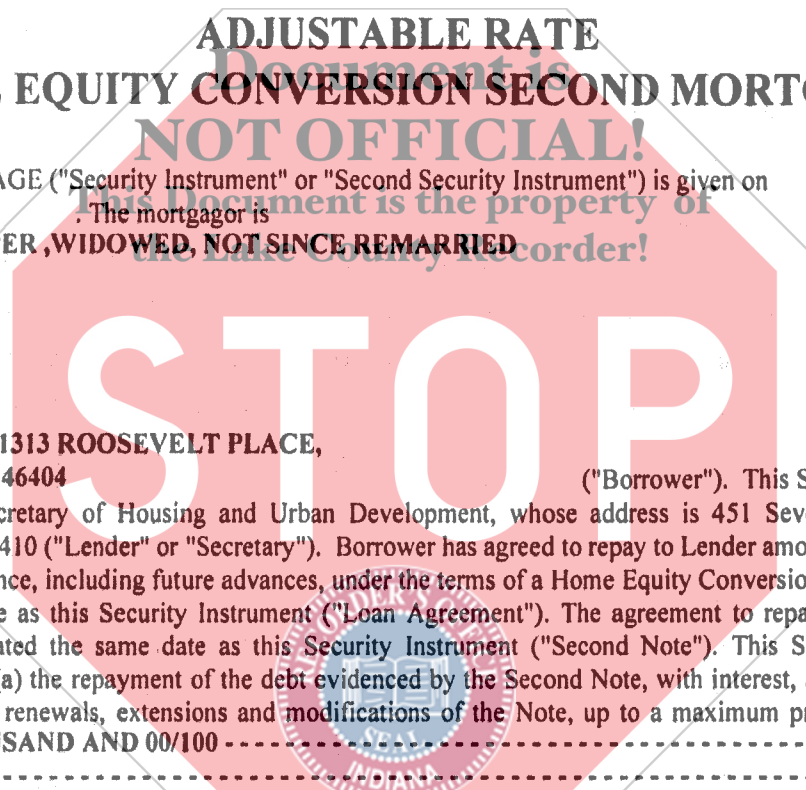 ADJUSTABLE RATE
Document is
EQUITY CONVERSION SECOND MORTG
NOT OFFICIAL!
AGE ("Security Instrument" or "Second Security Instrument") is given on
This Document is the property of
. The mortgagor is
ER ,WIDOWED, NOT SINCE REMARRIED
the Lake County Recorder!
STOP
1313 ROOSEVELT PLACE,
46404 ("Borrower"). This S
cretary of Housing and Urban Development, whose address is 451 Seve
410 ("Lender" or "Secretary"). Borrower has agreed to repay to Lender amo
nce, including future advances, under the terms of a Home Equity Conversio
e as this Security Instrument ("Loan Agreement"). The agreement to repa
ated the same date as this Security Instrument ("Second Note"). This S
(a) the repayment of the debt evidenced by the Second Note, with interest,
renewals, extensions and modifications of the Note, up to a maximum pr
USAND AND 00/100 - - - - - - - - - - - - - - - - - - - - - - - - - - - - - - - - - - - - - - - -
RECORDER'S OFFICE
SEAL
INDIANA